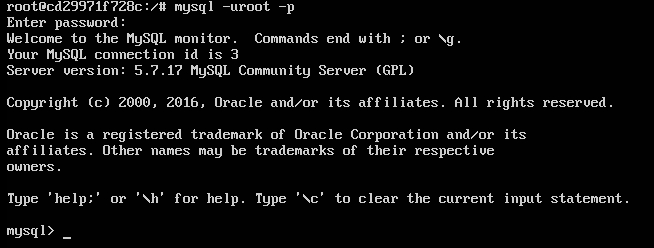 root@cd29971f728c:/# mysql -uroot -p
Enter password:
Welcome to the MySQL monitor.  Commands end with ; or \g.
Your MySQL connection id is 3
Server version: 5.7.17 MySQL Community Server (GPL)
Copyright (c) 2000, 2016, Oracle and/or its affiliates. All rights reserved.
Oracle is a registered trademark of Oracle Corporation and/or its
affiliates. Other names may be trademarks of their respective
owners.
Type 'help;' or '\h' for help. Type '\c' to clear the current input statement.
mysql> _